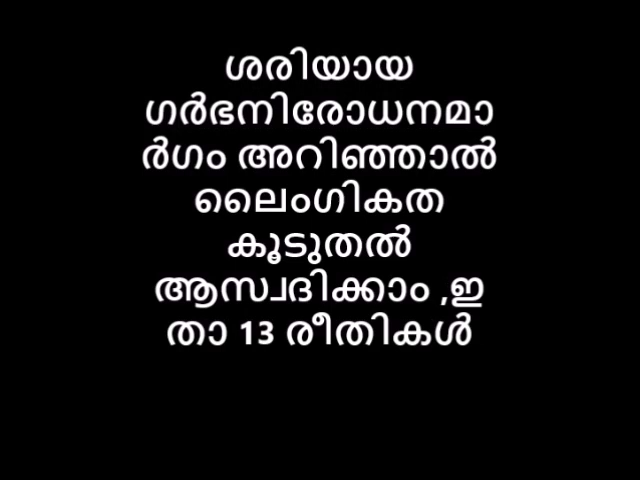 ശരിയായ
ഗർഭനിരോധനമാ
ർഗം അറിഞ്ഞാൽ
ലൈംഗികത
കൂടുതൽ
ആസ്വദിക്കാം ,ഇ
താ 13 രീതികൾ